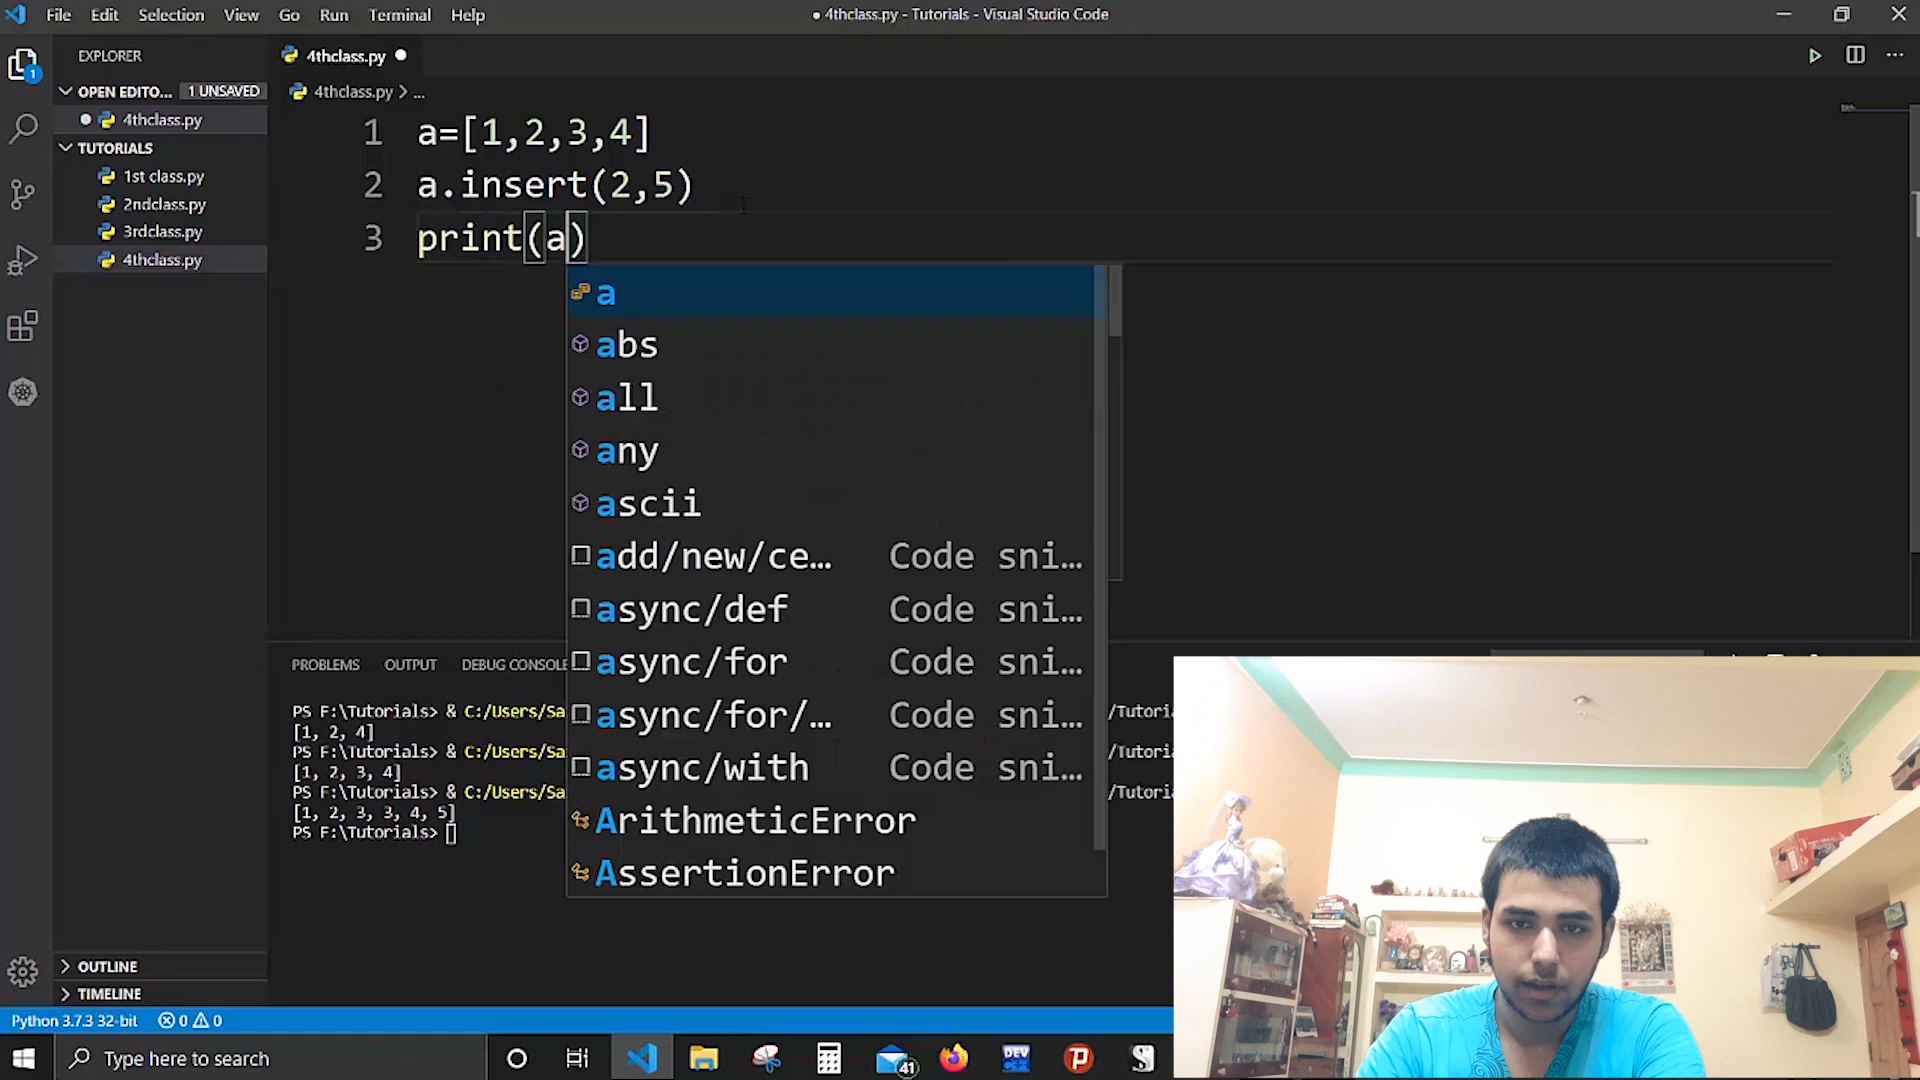 File Edit Selection View Go Run Terminal Help
4thclass.py - Tutorials - Visual Studio Code
EXPLORER
4thclass.py
OPEN EDITO... 1 UNSAVED
4thclass.py > ...
4thclass.py
TUTORIALS
1st class.py
2ndclass.py
3rdclass.py
4thclass.py
1 a=[1,2,3,4]
2 a.insert(2,5)
3 print(a)
a
abs
all
any
ascii
add/new/ce... Code sni...
async/def Code sni...
async/for Code sni...
async/for/... Code sni...
async/with Code sni...
ArithmeticError
AssertionError
PROBLEMS OUTPUT DEBUG CONSOLE
PS F:\Tutorials> & C:/Users/Sa
[1, 2, 4]
PS F:\Tutorials> & C:/Users/Sa
[1, 2, 3, 4]
PS F:\Tutorials> & C:/Users/Sa
[1, 2, 3, 3, 4, 5]
PS F:\Tutorials>
OUTLINE
TIMELINE
Python 3.7.3 32-bit 0 0
Type here to search
41
DEV